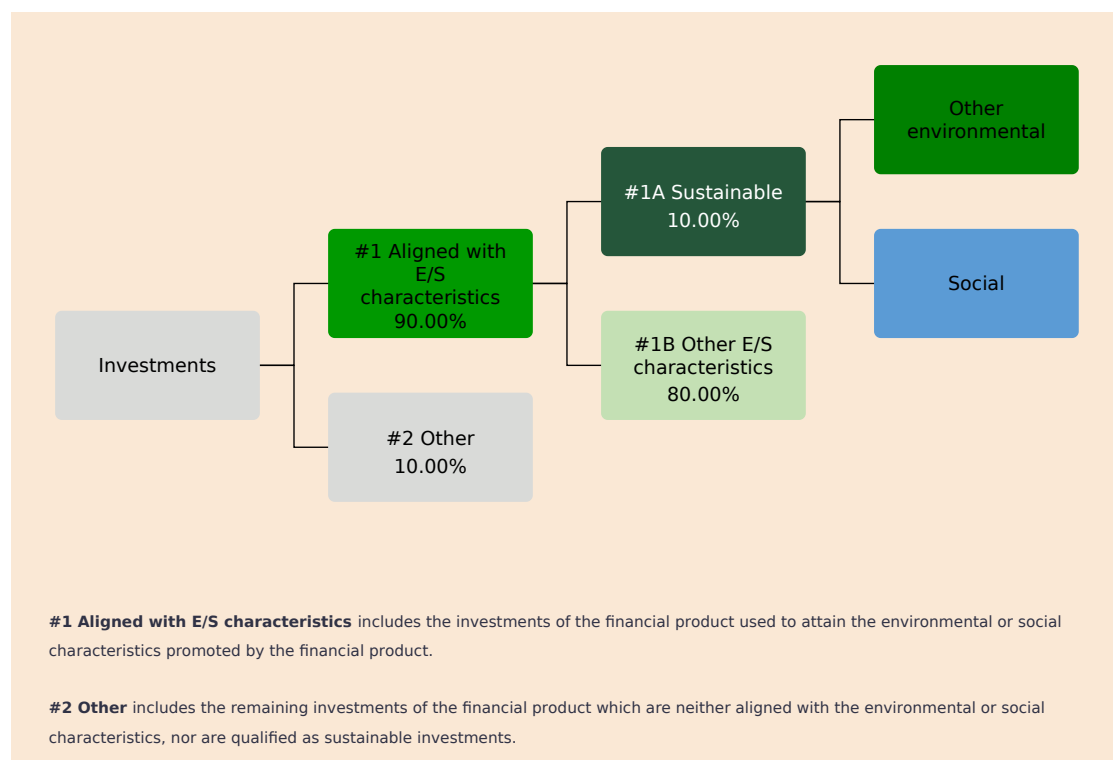 Other
environmental
#1A Sustainable
10.00%
#1 Aligned with
E/S
characteristics
90.00%
Social
Investments
#1B Other E/S
characteristics
80.00%
#2 Other
10.00%
#1 Aligned with E/S characteristics includes the investments of the financial product used to attain the environmental or social
characteristics promoted by the financial product.
#2 Other includes the remaining investments of the financial product which are neither aligned with the environmental or social
characteristics, nor are qualified as sustainable investments.